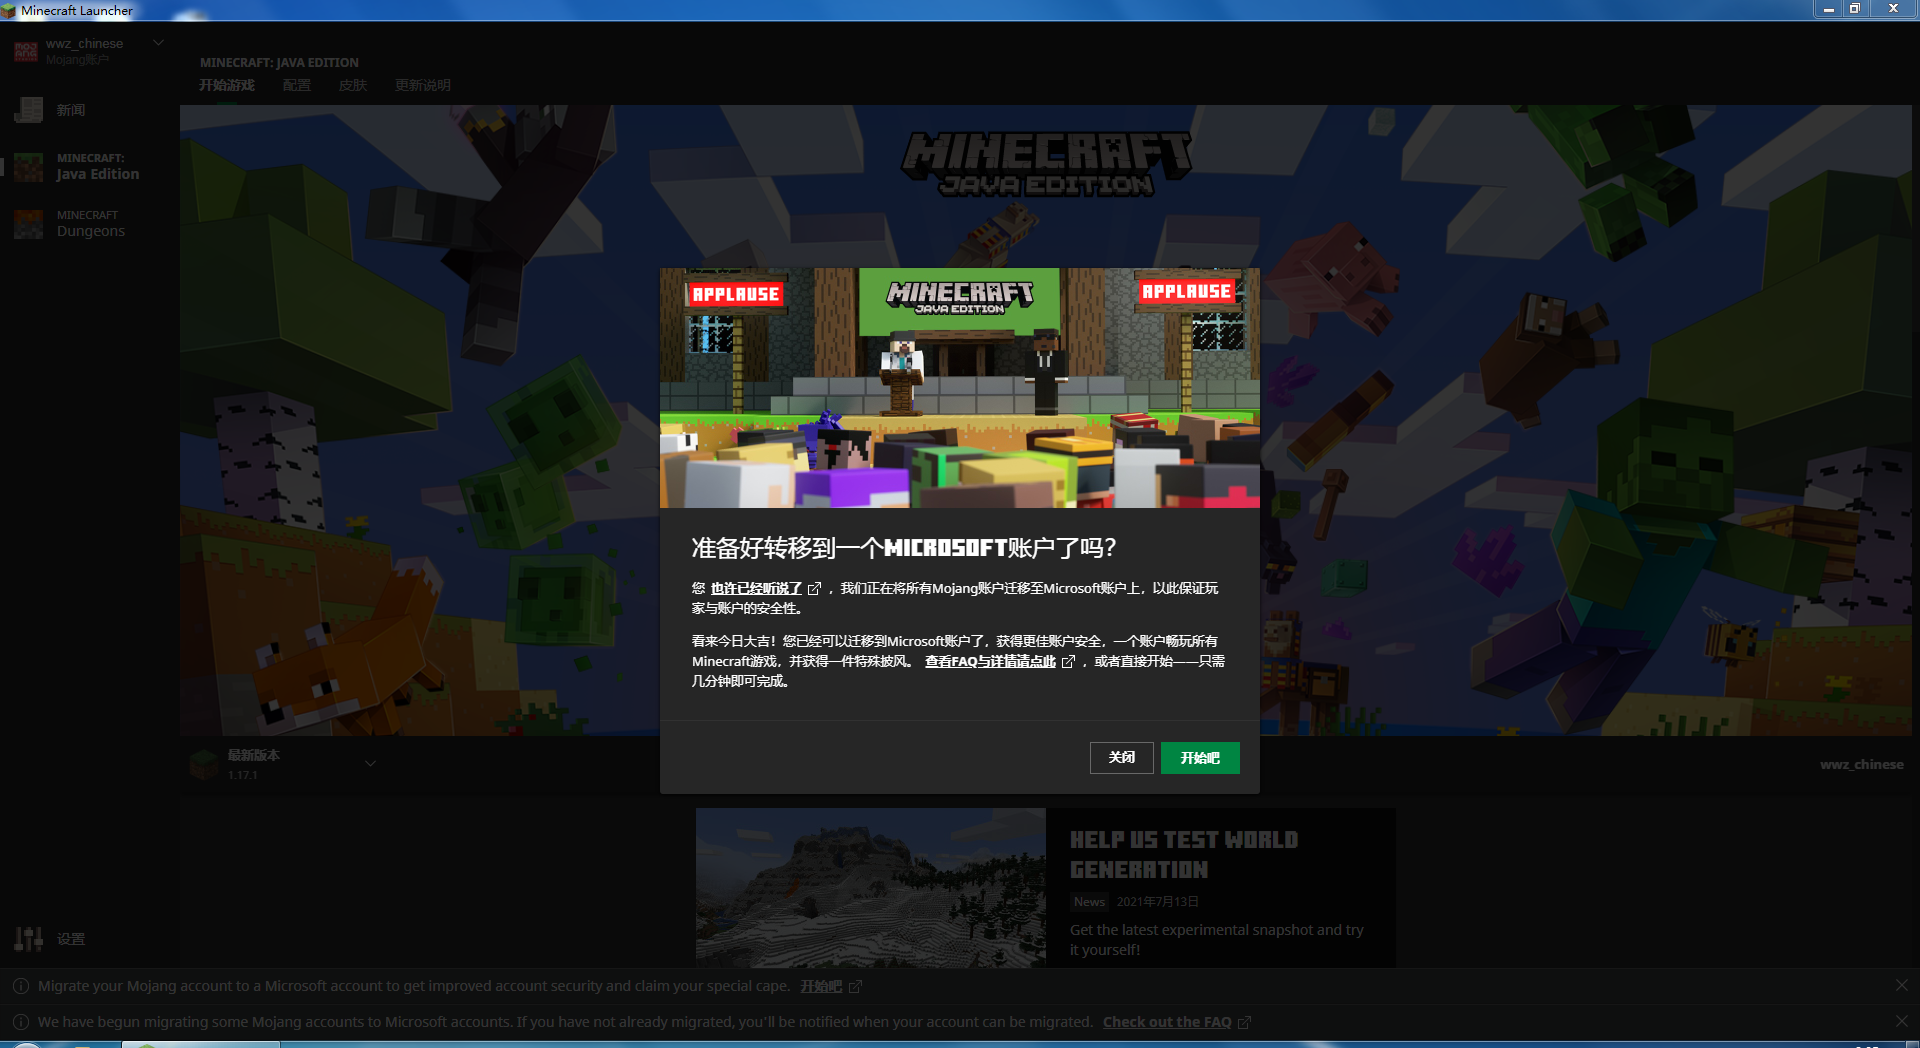 Minecraft Launcher
wwz_chinese
Mojang账户
新闻
MINECRAFT:
Java Edition
MINECRAFT
Dungeons
设置
MINECRAFT: JAVA EDITION
开始游戏 配置 皮肤 更新说明
MINECRAFT
JAVA EDITION
APPLAUSE
MINECRAFT
JAVA EDITION
APPLAUSE
准备好转移到一个MICROSOFT账户了吗？
您 也许已经听说了 ，我们正在将所有Mojang账户迁移至Microsoft账户上，以此保证玩
家与账户的安全性。
看来今日大吉！您已经可以迁移到Microsoft账户了，获得更佳账户安全，一个账户畅玩所有
Minecraft游戏，并获得一件特殊披风。 查看FAQ与详情请点此 ，或者直接开始——只需
几分钟即可完成。
关闭 开始吧
最新版本
1.17.1
wwz_chinese
HELP US TEST WORLD
GENERATION
News 2021年7月13日
Get the latest experimental snapshot and try
it yourself!
Migrate your Mojang account to a Microsoft account to get improved account security and claim your special cape. 开始吧
We have begun migrating some Mojang accounts to Microsoft accounts. If you have not already migrated, you'll be notified when your account can be migrated. Check out the FAQ